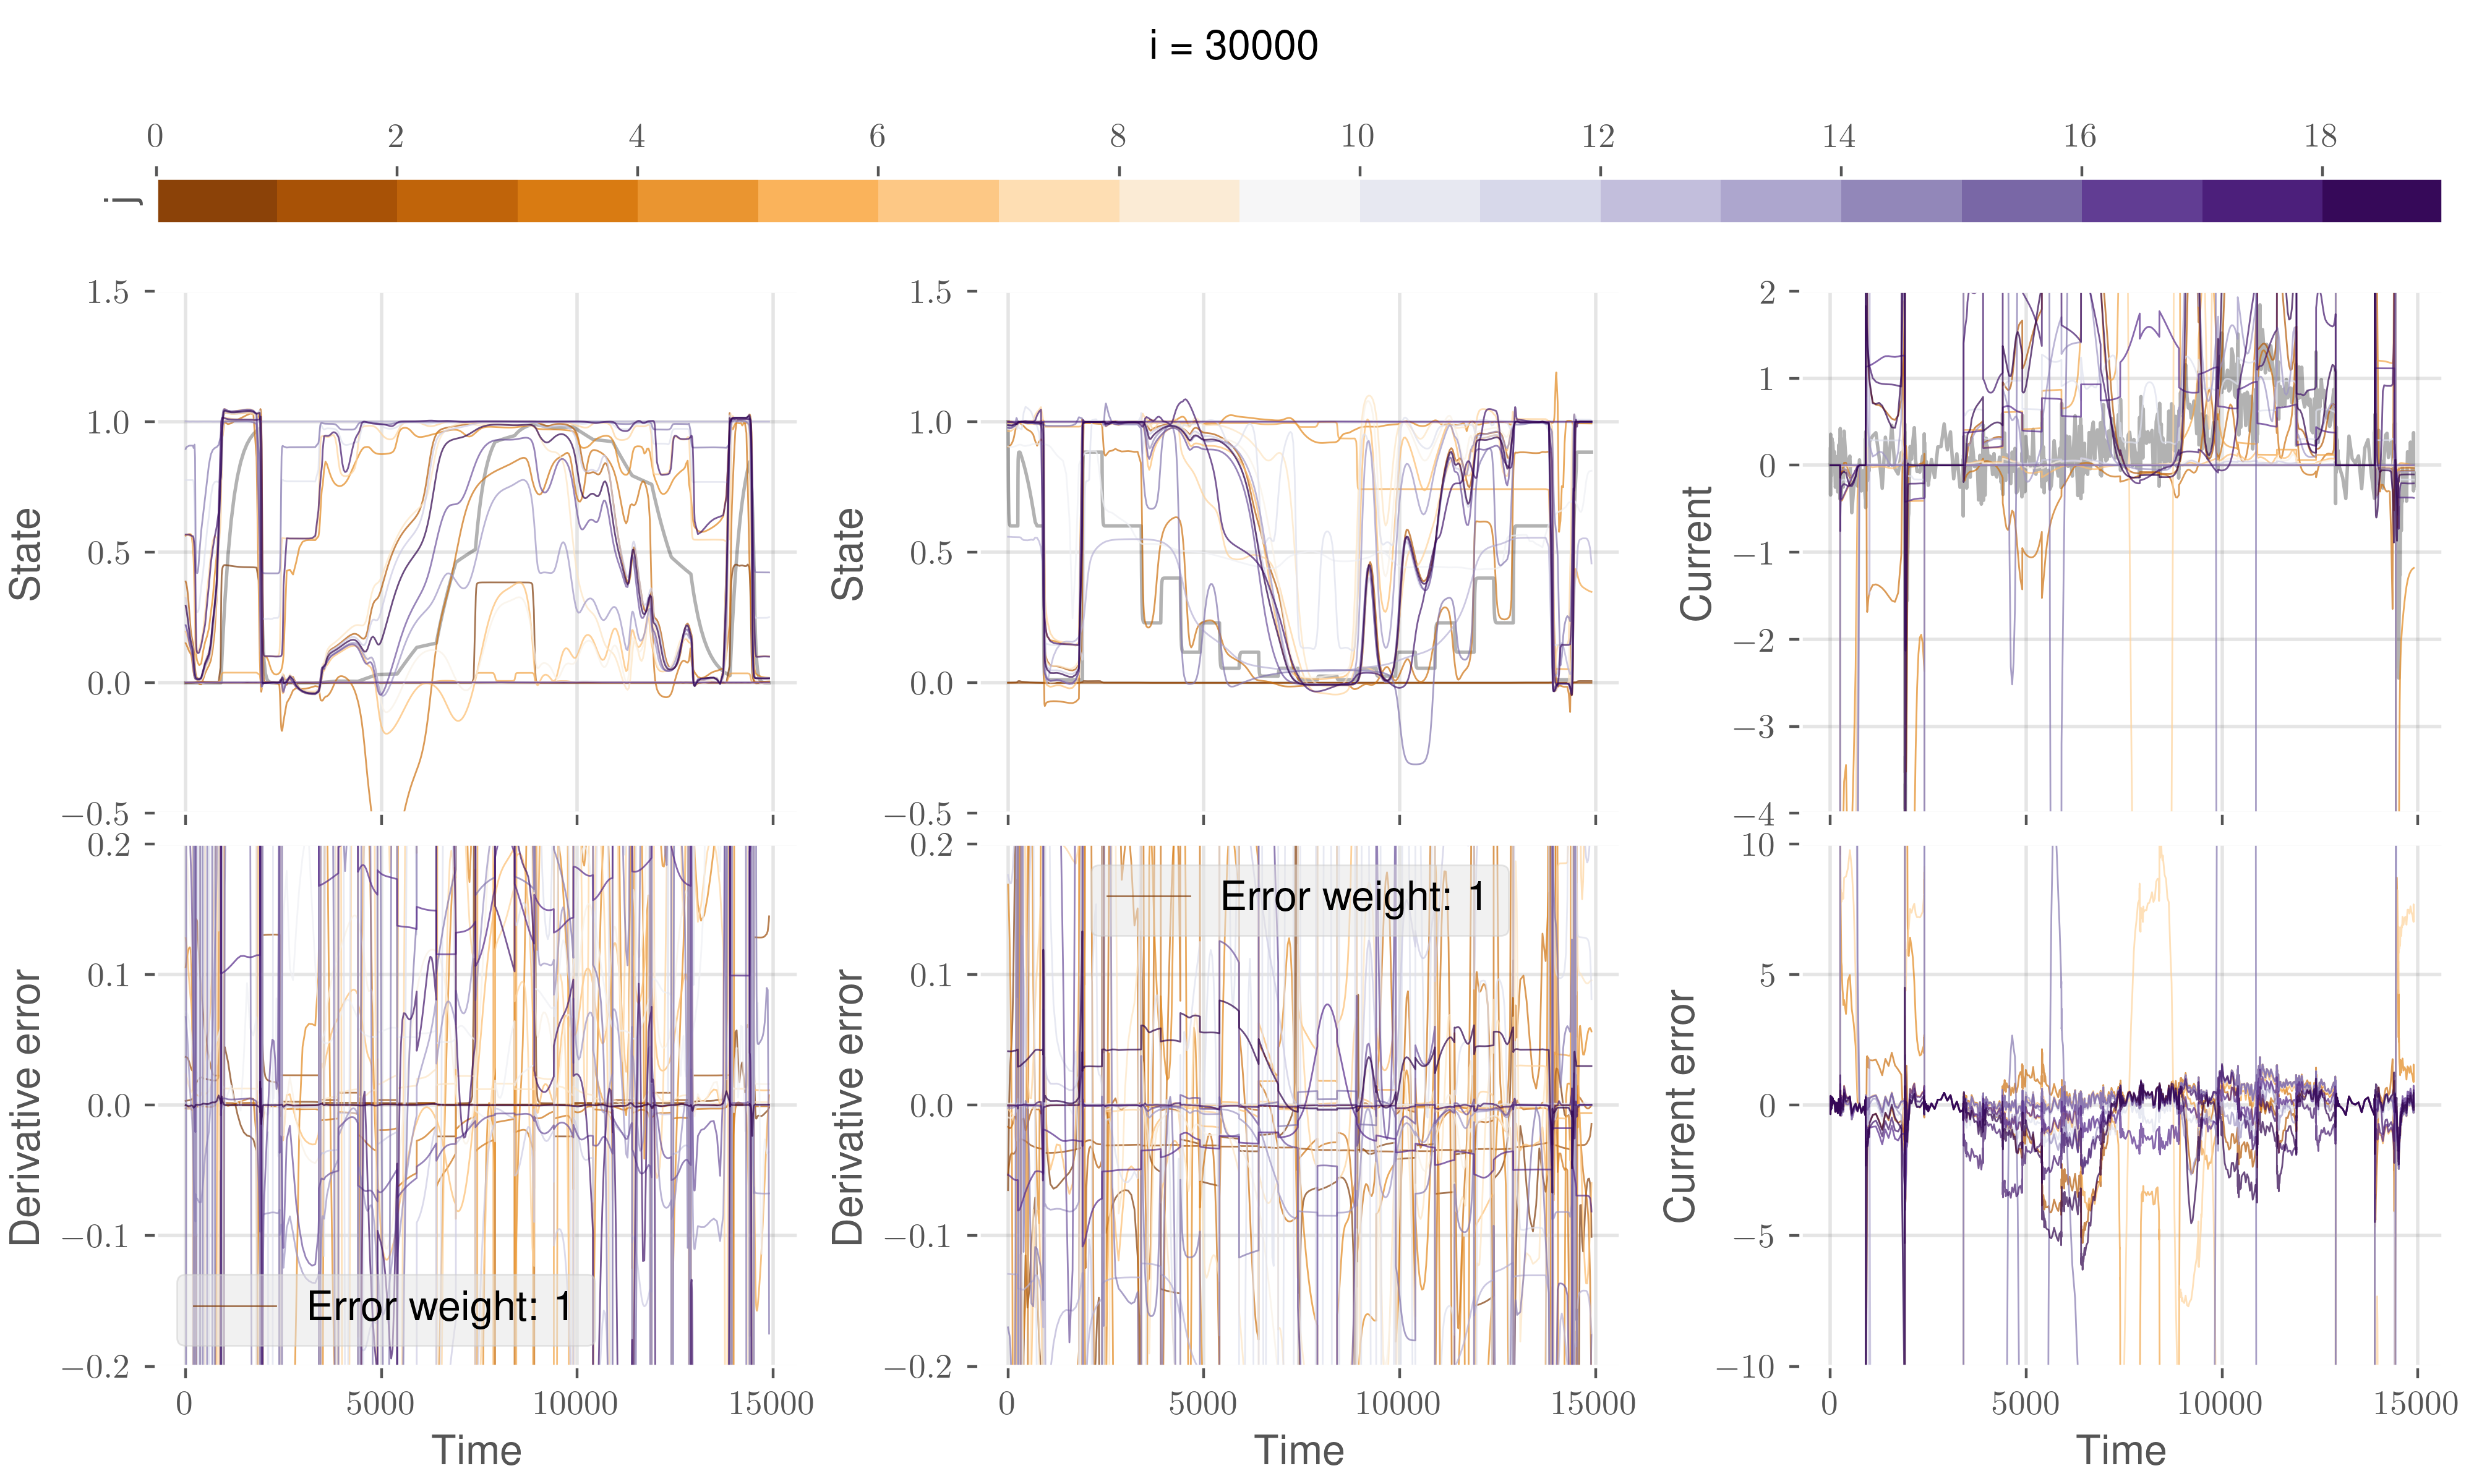 i = 30000
0 2 4 6 8 10 12 14 16 18
j
1.5 1.0 0.5 0.0 −0.5
State
1.5 1.0 0.5 0.0 −0.5
State
2 1 0 −1 −2 −3 −4
Current
0.2 0.1 0.0 −0.1 −0.2
Derivative error
Error weight: 1
0 5000 10000 15000
Time
0.2 0.1 0.0 −0.1 −0.2
Derivative error
Error weight: 1
0 5000 10000 15000
Time
10 5 0 −5 −10
Current error
0 5000 10000 15000
Time